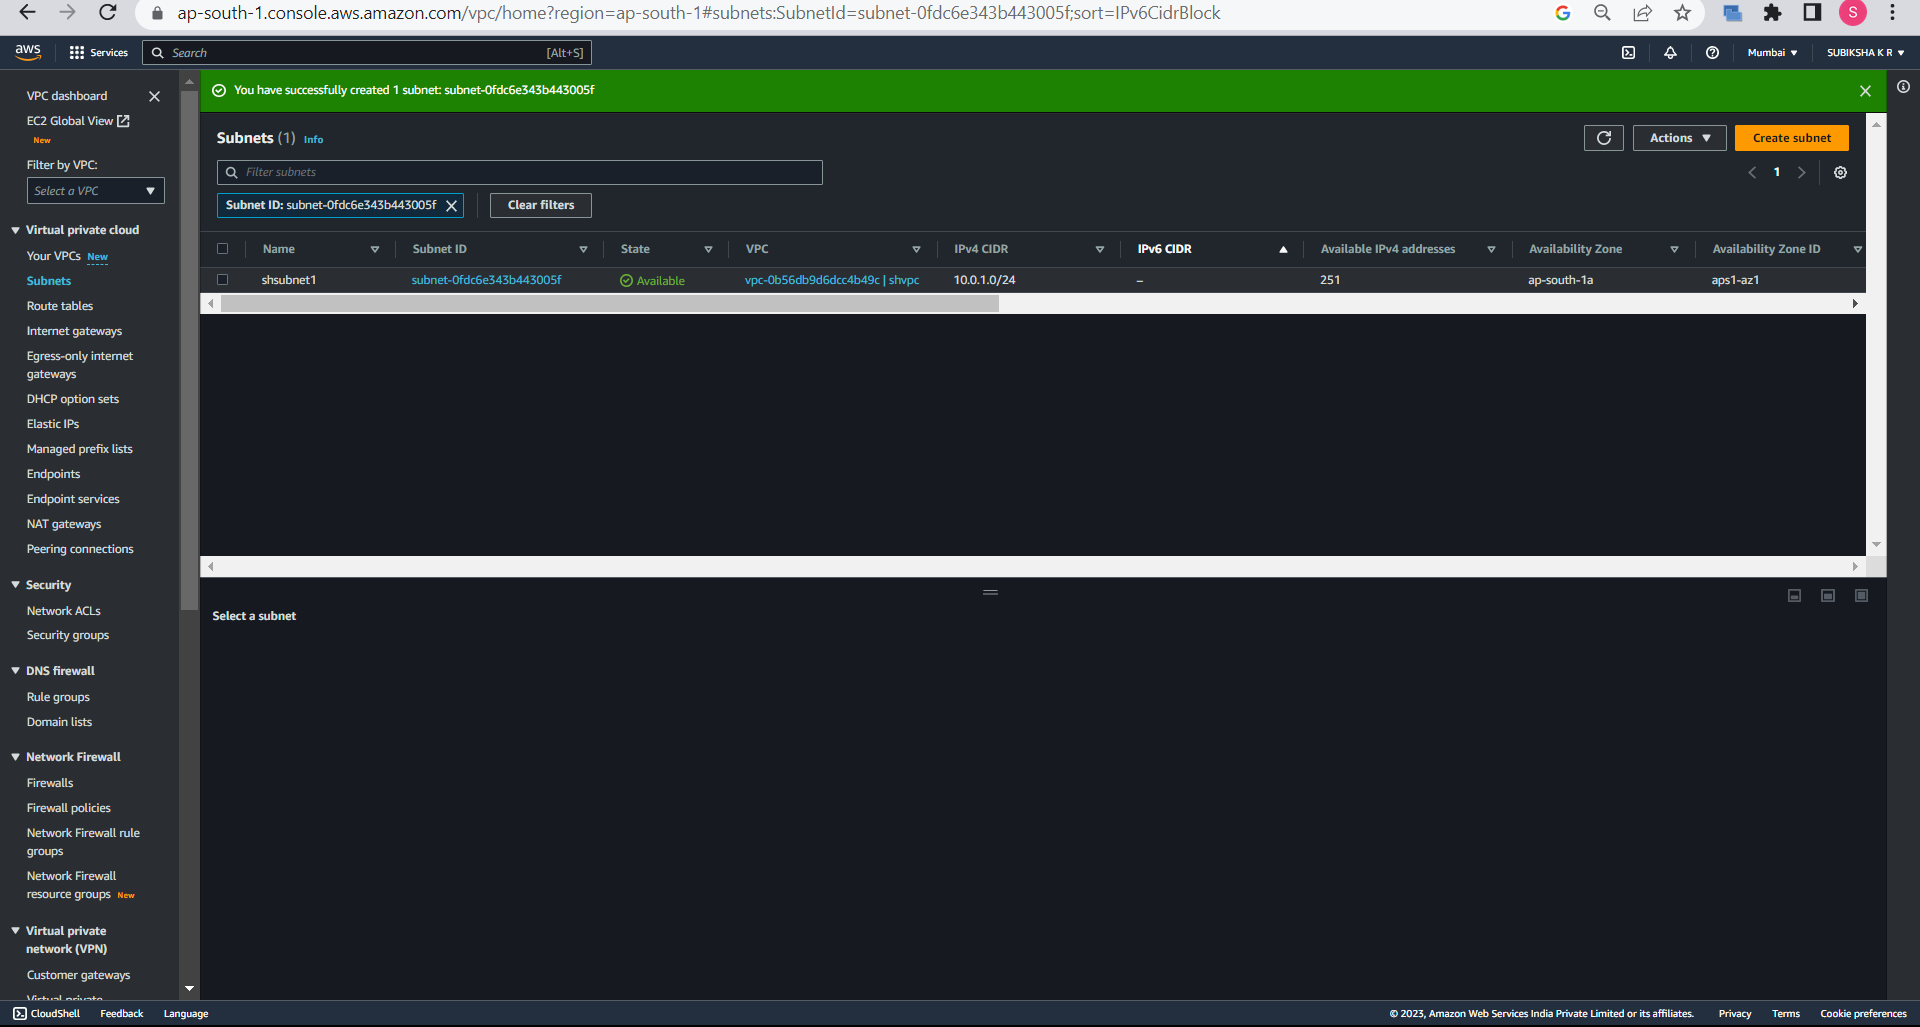 ap-south-1.console.aws.amazon.com/vpc/home?region=ap-south-1#subnets:SubnetId=subnet-0fdc6e343b443005f;sort=IPv6CidrBlock
S
aws
Services
Search
[Alt+S]
Mumbai
SUBIKSHA K R
VPC dashboard
EC2 Global View
New
Filter by VPC:
Select a VPC
Virtual private cloud
Your VPCs New
Subnets
Route tables
Internet gateways
Egress-only internet
gateways
DHCP option sets
Elastic IPs
Managed prefix lists
Endpoints
Endpoint services
NAT gateways
Peering connections
Security
Network ACLs
Security groups
DNS firewall
Rule groups
Domain lists
Network Firewall
Firewalls
Firewall policies
Network Firewall rule
groups
Network Firewall
resource groups New
Virtual private
network (VPN)
Customer gateways
Virtual private
You have successfully created 1 subnet: subnet-0fdc6e343b443005f
Subnets (1) Info
Actions
Create subnet
Filter subnets
1
Subnet ID: subnet-0fdc6e343b443005f
Clear filters
Name Subnet ID State VPC IPv4 CIDR IPv6 CIDR Available IPv4 addresses Availability Zone Availability Zone ID
shsubnet1 subnet-0fdc6e343b443005f Available vpc-0b56db9d6dcc4b49c | shvpc 10.0.1.0/24 – 251 ap-south-1a aps1-az1
Select a subnet
CloudShell Feedback Language
© 2023, Amazon Web Services India Private Limited or its affiliates. Privacy Terms Cookie preferences